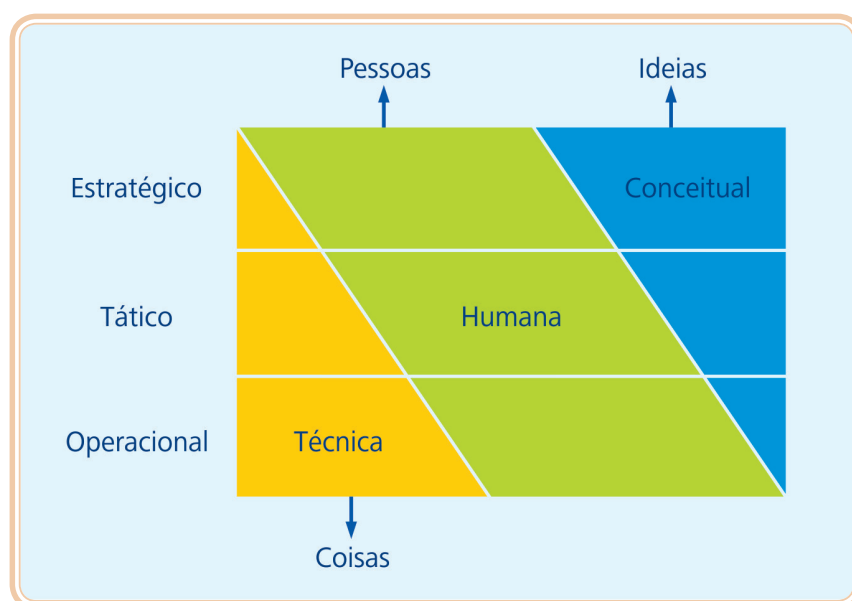 Pessoas
Ideias
Estratégico
Conceitual
Tático
Humana
Operacional
Técnica
Coisas